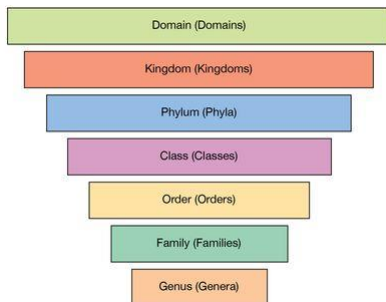 Domain (Domains)
Kingdom (Kingdoms)
Phylum (Phyla)
Class (Classes)
Order (Orders)
Family (Families)
Genus (Genera)